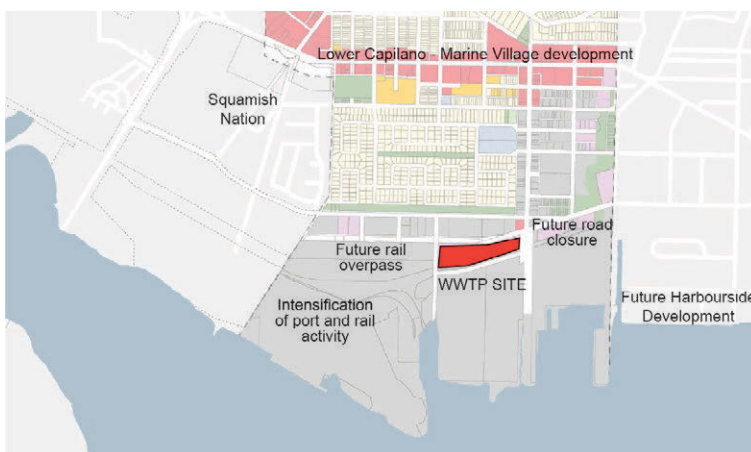 Lower Capilano - Marine Village development
Squamish
Nation
Future road
closure
Future rail
overpass
WWTP SITE
Intensification
of port and rail
activity
Future Harbourside
Development